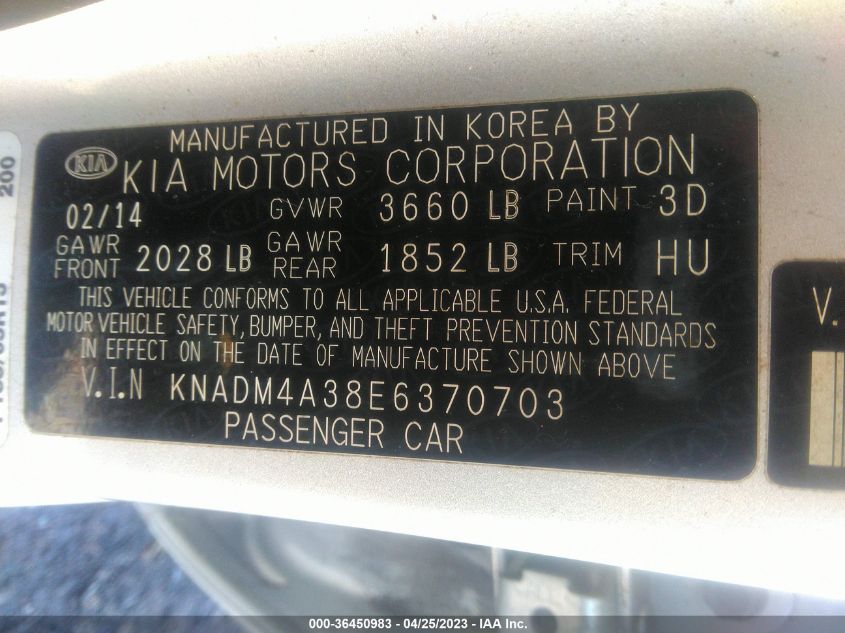 MANUFACTURED IN KOREA BY
KIA KIA MOTORS CORPORATION
02/14 GVWR 3660 LB PAINT 3D
GAWR FRONT 2028 LB GAWR REAR 1852 LB TRIM HU
THIS VEHICLE CONFORMS TO ALL APPLICABLE U.S.A. FEDERAL
MOTOR VEHICLE SAFETY, BUMPER, AND THEFT PREVENTION STANDARDS
IN EFFECT ON THE DATE OF MANUFACTURE SHOWN ABOVE
V.I.N KNADM4A38E6370703
PASSENGER CAR
200
V.
000-36450983 / 04/25/2023 — IAA Inc.